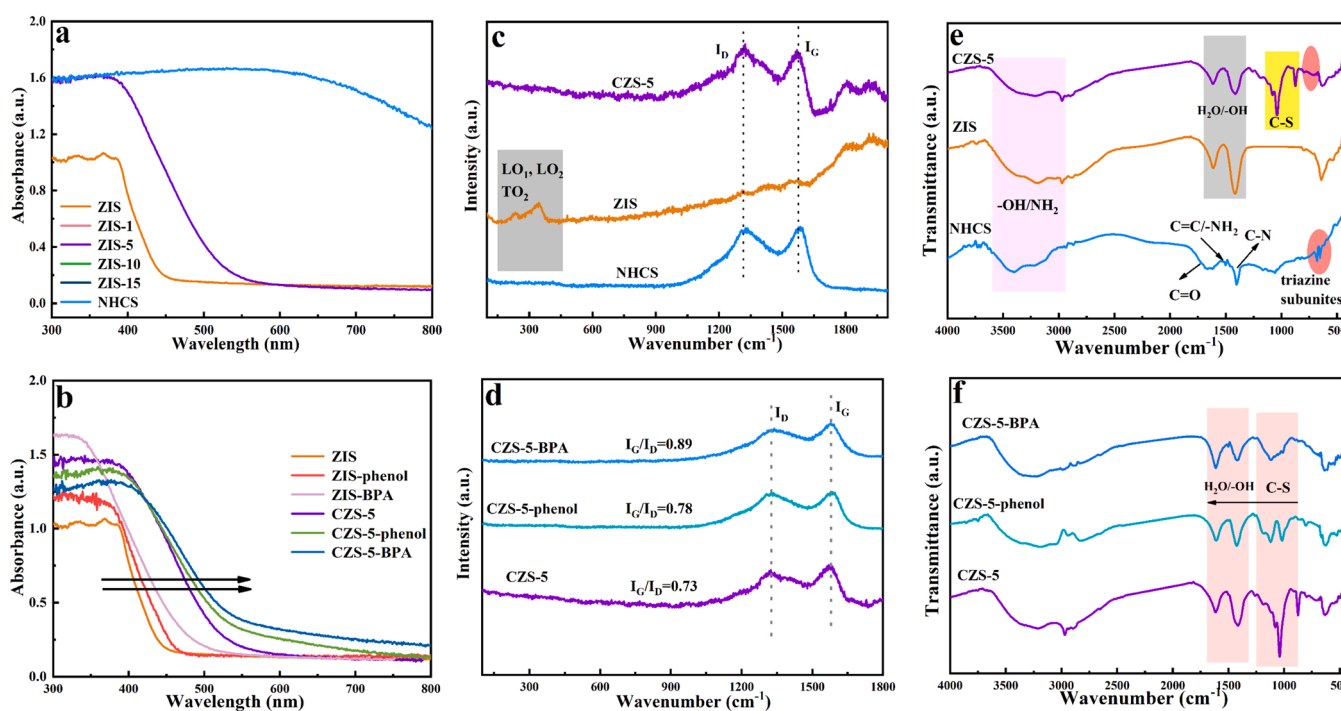 a
2.0
1.6
1.2
0.8
0.4
0.0
Absorbance (a.u.)
ZIS
ZIS-1
ZIS-5
ZIS-10
ZIS-15
NHCS
300 400 500 600 700 800
Wavelength (nm)
c
I_D
I_G
CZS-5
LO₁, LO₂
TO₂
ZIS
NHCS
Intensity (a.u.)
300 600 900 1200 1500 1800
Wavenumber (cm⁻¹)
e
CZS-5
H₂O/-OH
C-S
ZIS
-OH/NH₂
NHCS
C=C/-NH₂
C-N
C=O
triazine
subunites
Transmittance (a.u.)
4000 3500 3000 2500 2000 1500 1000
Wavenumber (cm⁻¹)
b
2.0
1.5
1.0
0.5
0.0
Absorbance (a.u.)
ZIS
ZIS-phenol
ZIS-BPA
CZS-5
CZS-5-phenol
CZS-5-BPA
300 400 500 600 700 800
Wavelength (nm)
d
I_D
I_G
CZS-5-BPA
I_G/I_D=0.89
CZS-5-phenol
I_G/I_D=0.78
CZS-5
I_G/I_D=0.73
Intensity (a.u.)
300 600 900 1200 1500 1800
Wavenumber (cm⁻¹)
f
CZS-5-BPA
H₂O/-OH
C-S
CZS-5-phenol
CZS-5
Transmittance (a.u.)
4000 3500 3000 2500 2000 1500 1000
Wavenumber (cm⁻¹)